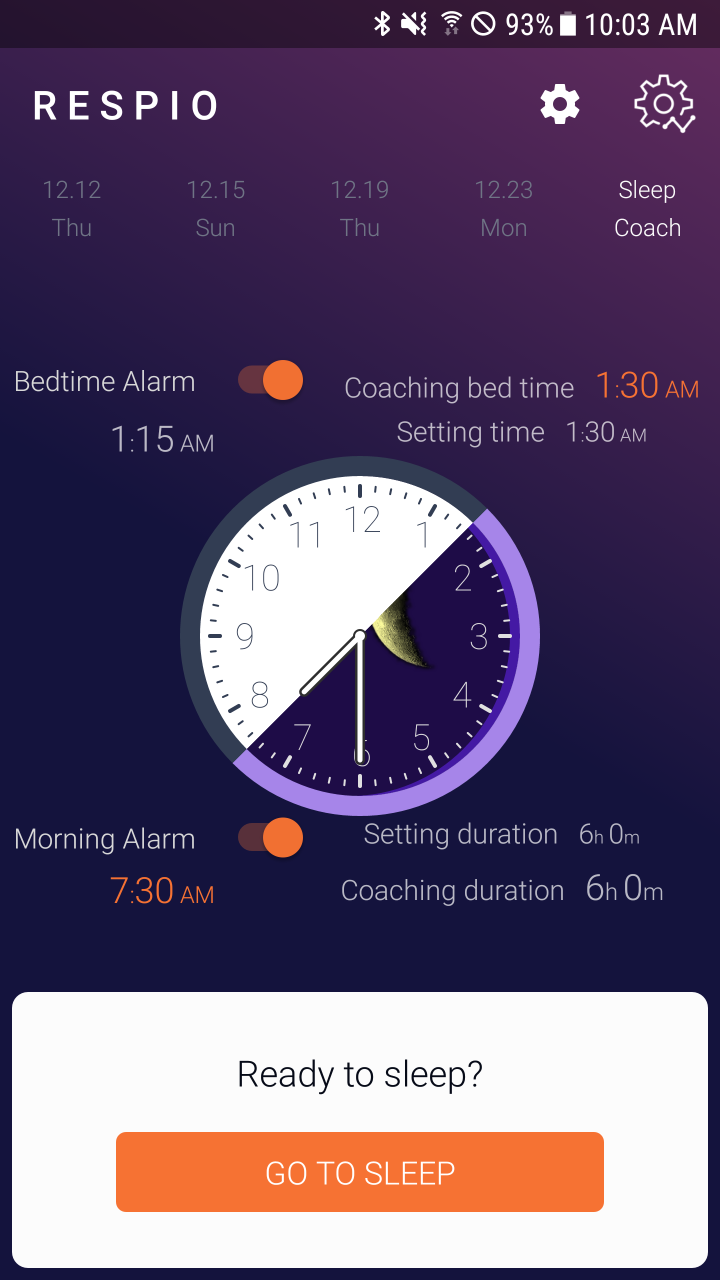 93% 10:03 AM
RESPIO
12.12 12.15 12.19 12.23 Sleep
Thu Sun Thu Mon Coach
Bedtime Alarm
1:15 AM
Coaching bed time 1:30 AM
Setting time 1:30 AM
12
1
2
3
4
5
6
7
8
9
10
11
Morning Alarm
7:30 AM
Setting duration 6h 0m
Coaching duration 6h 0m
Ready to sleep?
GO TO SLEEP